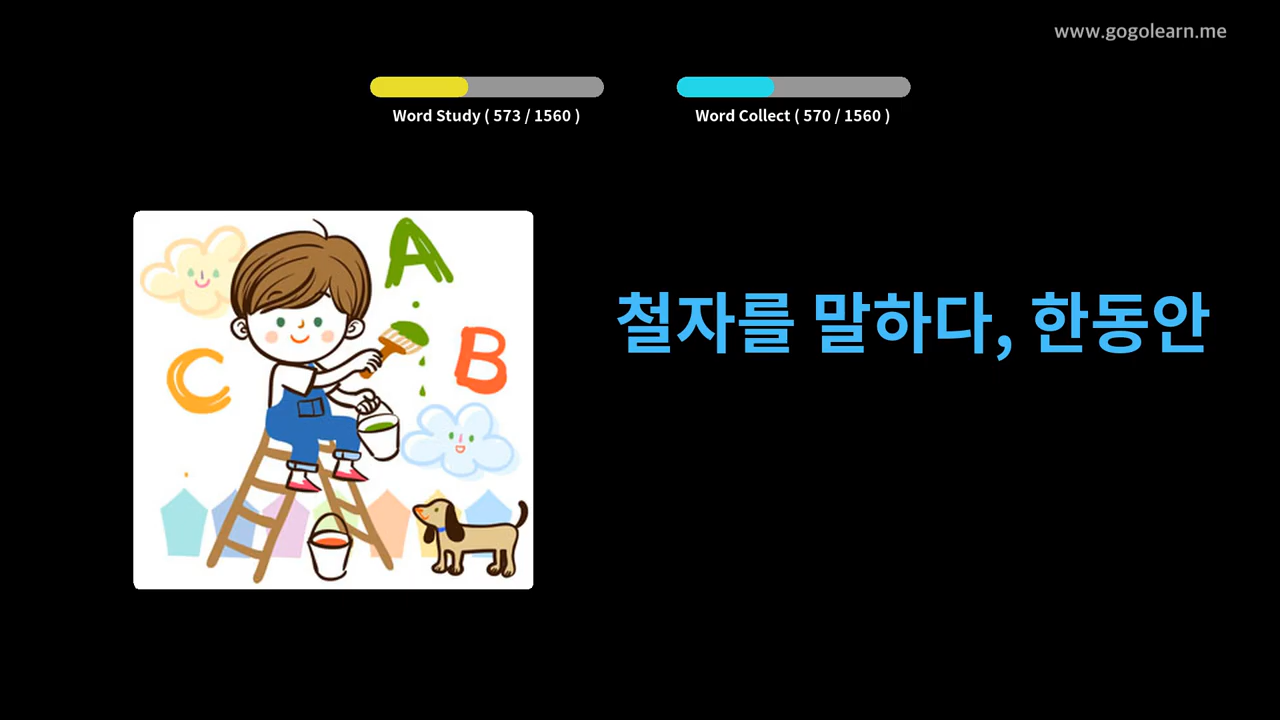 www.gogolearn.me
Word Study ( 573 / 1560 )
Word Collect ( 570 / 1560 )
A
B
C
철자를 말하다, 한동안